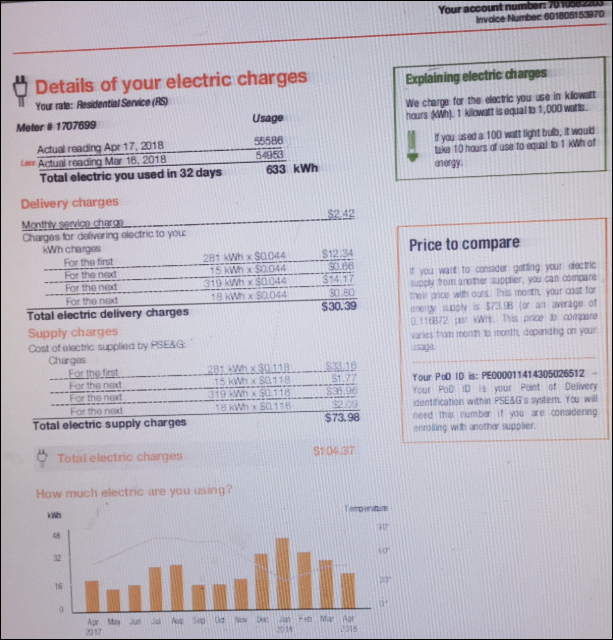 Your account number: 7010562203
Invoice Number: 601806153970
Details of your electric charges
Your rate: Residential Service (RS)
Meter # 1707699 Usage
Actual reading Apr 17, 2018 55586
Less Actual reading Mar 16, 2018 54953
Total electric you used in 32 days 633 kWh
Delivery charges
Monthly service charge $2.42
Charges for delivering electric to you:
kWh charges
For the first 281 kWh x $0.044 $12.34
For the next 15 kWh x $0.044 $0.66
For the next 319 kWh x $0.044 $14.17
For the next 18 kWh x $0.044 $0.80
Total electric delivery charges $30.39
Supply charges
Cost of electric supplied by PSE&G:
Charges
For the first 281 kWh x $0.118 $33.16
For the next 15 kWh x $0.118 $1.77
For the next 319 kWh x $0.116 $36.96
For the next 18 kWh x $0.116 $2.09
Total electric supply charges $73.98
Total electric charges $104.37
How much electric are you using?
kWh Temperature
48 90°
32 60°
16 30°
0 0°
Apr May Jun Jul Aug Sep Oct Nov Dec Jan Feb Mar Apr
2017 2018 2018
Explaining electric charges
We charge for the electric you use in kilowatt
hours (kWh). 1 kilowatt is equal to 1,000 watts.
If you used a 100 watt light bulb, it would
take 10 hours of use to equal to 1 kWh of
energy.
Price to compare
If you want to consider getting your electric
supply from another supplier, you can compare
their price with ours. This month, your cost for
energy supply is $73.98 (or an average of
0.116872 per kWh). This price to compare
varies from month to month, depending on your
usage.
Your PoD ID is: PE000011414305026512 –
Your PoD ID is your Point of Delivery
identification within PSE&G's system. You will
need this number if you are considering
enrolling with another supplier.